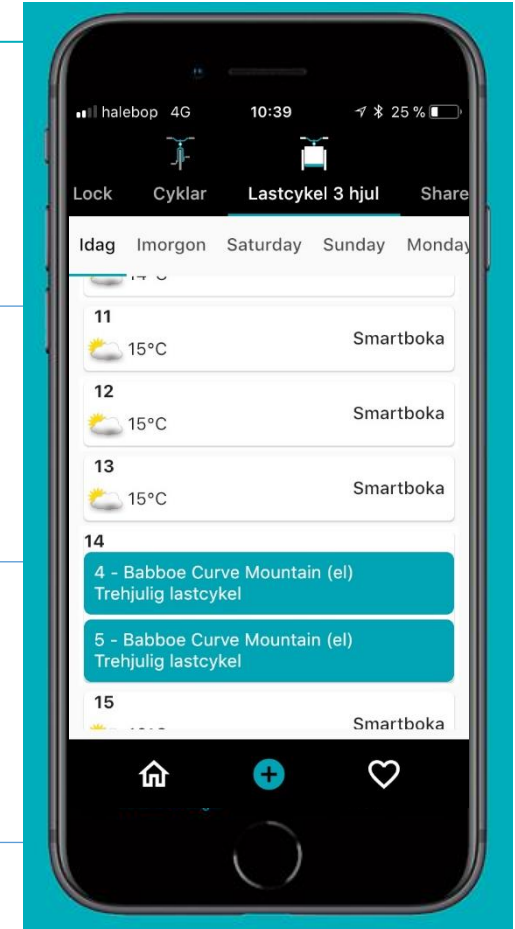 halebop 4G 10:39 25 %
Lock Cyklar Lastcykel 3 hjul Share
Idag Imorgon Saturday Sunday Monday
11
15°C Smartboka
12
15°C Smartboka
13
15°C Smartboka
14
4 - Babboe Curve Mountain (el)
Trehjulig lastcykel
5 - Babboe Curve Mountain (el)
Trehjulig lastcykel
15
Smartboka